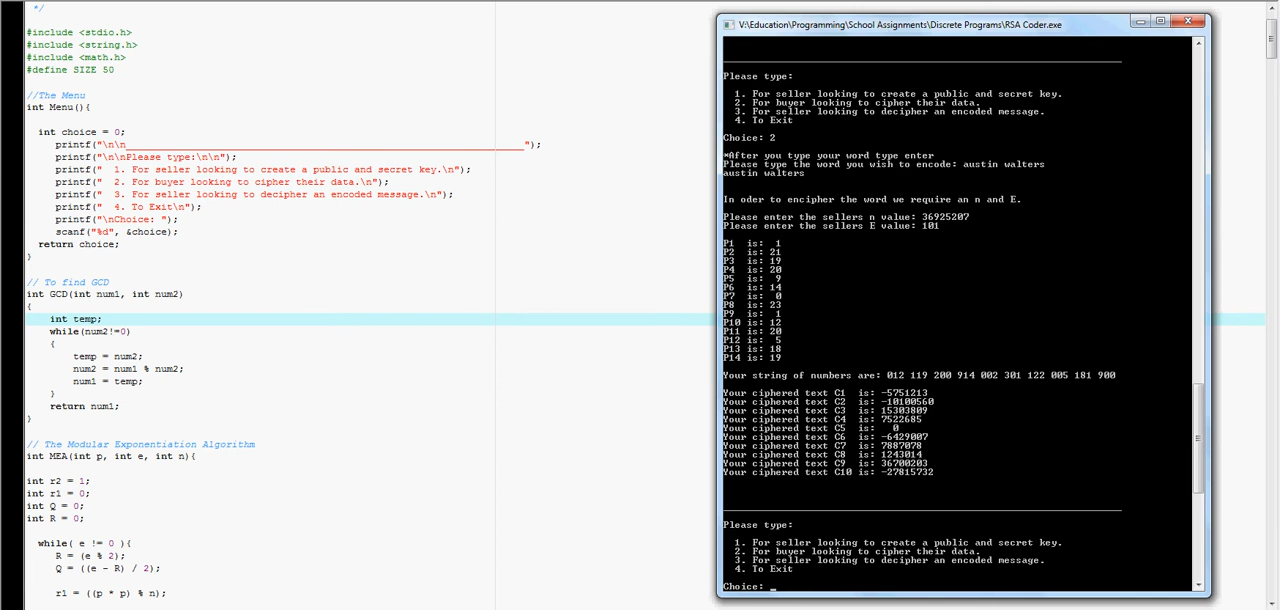 */
#include <stdio.h>
#include <string.h>
#include <math.h>
#define SIZE 50
//The Menu
int Menu(){
int choice = 0;
printf("\n\n____________________________________________________________________");
printf("\n\nPlease type:\n\n");
printf("  1. For seller looking to create a public and secret key.\n");
printf("  2. For buyer looking to cipher their data.\n");
printf("  3. For seller looking to decipher an encoded message.\n");
printf("  4. To Exit\n");
printf("\nChoice: ");
scanf("%d", &choice);
return choice;
}
// To find GCD
int GCD(int num1, int num2)
{
int temp;
while(num2!=0)
{
temp = num2;
num2 = num1 % num2;
num1 = temp;
}
return num1;
}
// The Modular Exponentiation Algorithm
int MEA(int p, int e, int n){
int r2 = 1;
int r1 = 0;
int Q = 0;
int R = 0;
while( e != 0 ){
R = (e % 2);
Q = ((e - R) / 2);
r1 = ((p * p) % n);
V:\Education\Programming\School Assignments\Discrete Programs\RSA Coder.exe
____________________________________________________________________
Please type:
1. For seller looking to create a public and secret key.
2. For buyer looking to cipher their data.
3. For seller looking to decipher an encoded message.
4. To Exit
Choice: 2
*After you type your word type enter
Please type the word you wish to encode: austin walters
austin walters
In oder to encipher the word we require an n and E.
Please enter the sellers n value: 36925207
Please enter the sellers E value: 101
P1  is:  1
P2  is: 21
P3  is: 19
P4  is: 20
P5  is:  9
P6  is: 14
P7  is:  0
P8  is: 23
P9  is:  1
P10 is: 12
P11 is: 20
P12 is:  5
P13 is: 18
P14 is: 19
Your string of numbers are: 012 119 200 914 002 301 122 005 181 900
Your ciphered text C1  is: -5751213
Your ciphered text C2  is: -10100560
Your ciphered text C3  is: 15303809
Your ciphered text C4  is: 7522685
Your ciphered text C5  is:   0
Your ciphered text C6  is: -6429007
Your ciphered text C7  is: 7887078
Your ciphered text C8  is: 1243014
Your ciphered text C9  is: 36700203
Your ciphered text C10 is: -27815732
____________________________________________________________________
Please type:
1. For seller looking to create a public and secret key.
2. For buyer looking to cipher their data.
3. For seller looking to decipher an encoded message.
4. To Exit
Choice: _